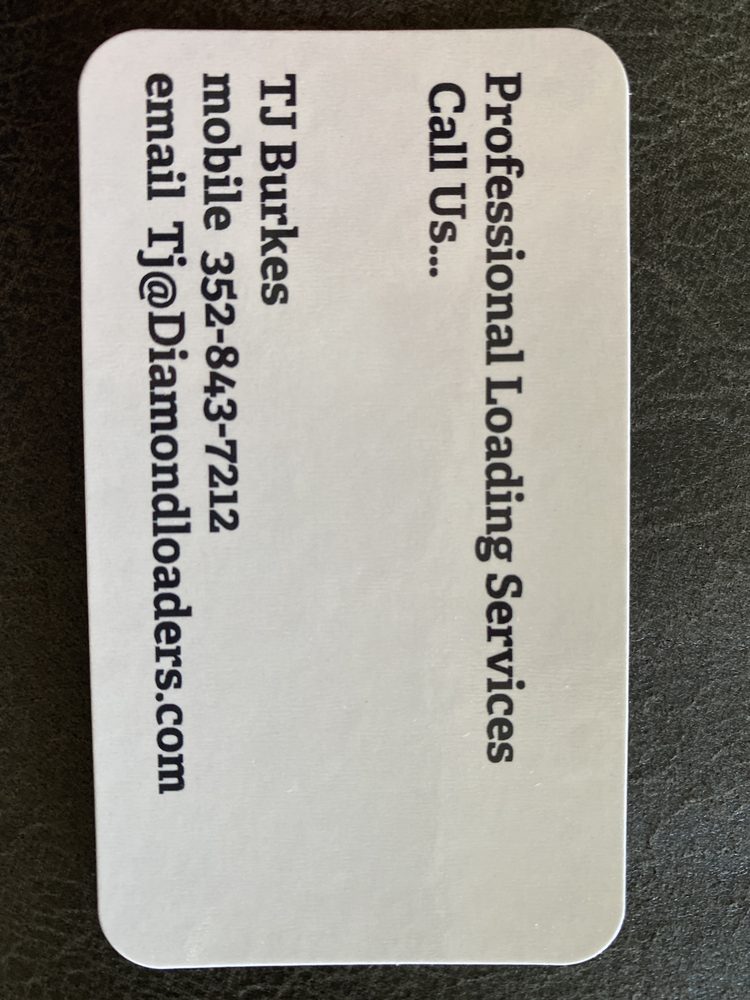 Professional Loading Services
Call Us...
TJ Burkes
mobile 352-843-7212
email Tj@Diamondloaders.com